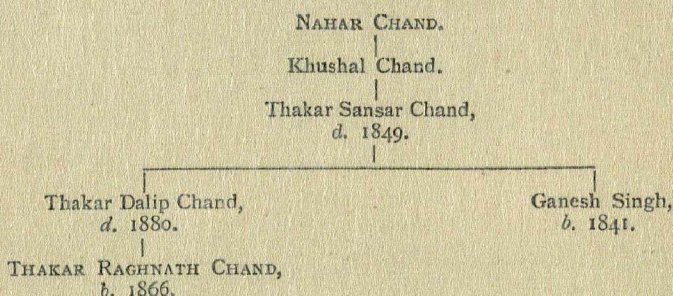 NAHAR CHAND.
Khushal Chand.
Thakar Sansar Chand,
d. 1849.
Thakar Dalip Chand,
d. 1880.
Ganesh Singh,
b. 1841.
THAKAR RAGHNATH CHAND,
b. 1866.